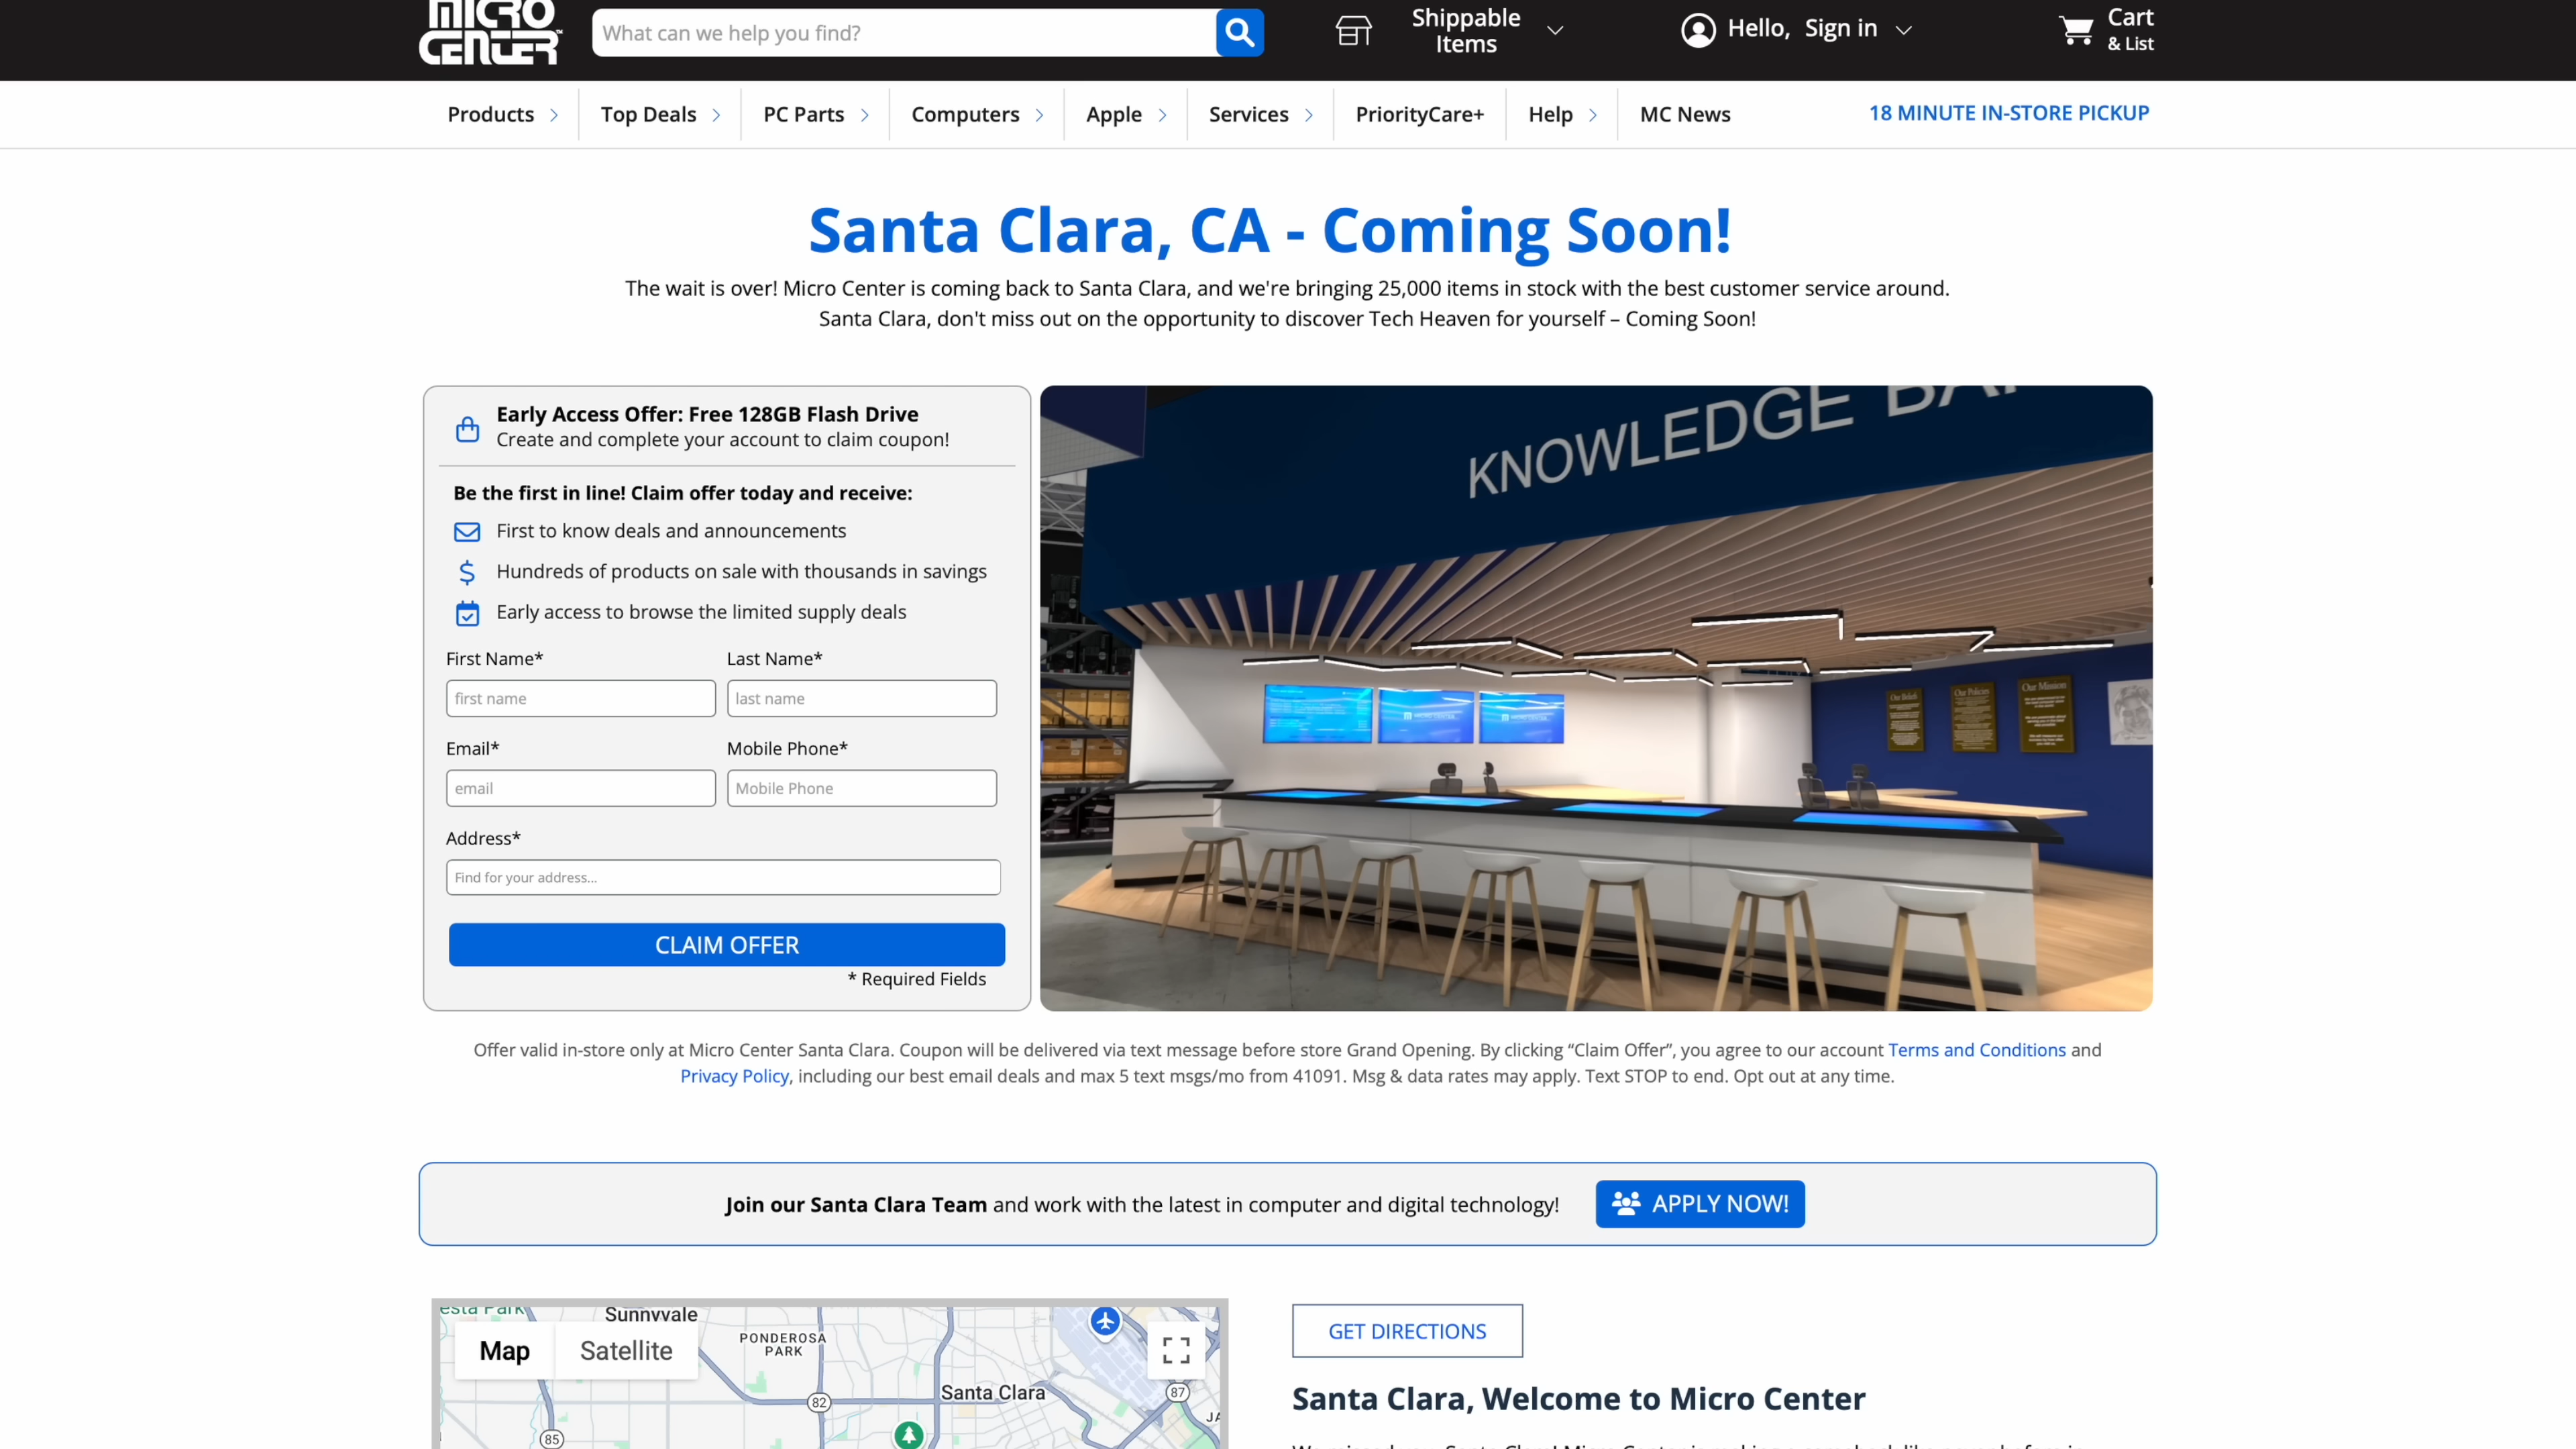 MICRO CENTER
What can we help you find?
Shippable Items
Hello, Sign in
Cart & List
Products
Top Deals
PC Parts
Computers
Apple
Services
PriorityCare+
Help
MC News
18 MINUTE IN-STORE PICKUP
Santa Clara, CA - Coming Soon!
The wait is over! Micro Center is coming back to Santa Clara, and we're bringing 25,000 items in stock with the best customer service around.
Santa Clara, don't miss out on the opportunity to discover Tech Heaven for yourself – Coming Soon!
Early Access Offer: Free 128GB Flash Drive
Create and complete your account to claim coupon!
Be the first in line! Claim offer today and receive:
First to know deals and announcements
Hundreds of products on sale with thousands in savings
Early access to browse the limited supply deals
First Name*
Last Name*
first name
last name
Email*
Mobile Phone*
email
Mobile Phone
Address*
Find for your address...
CLAIM OFFER
* Required Fields
KNOWLEDGE
Our Beliefs
Our Policies
Our Mission
Offer valid in-store only at Micro Center Santa Clara. Coupon will be delivered via text message before store Grand Opening. By clicking “Claim Offer”, you agree to our account Terms and Conditions and
Privacy Policy, including our best email deals and max 5 text msgs/mo from 41091. Msg & data rates may apply. Text STOP to end. Opt out at any time.
Join our Santa Clara Team and work with the latest in computer and digital technology!
APPLY NOW!
Sunnyvale
Map
Satellite
PONDEROSA
PARK
Santa Clara
82
87
85
GET DIRECTIONS
Santa Clara, Welcome to Micro Center